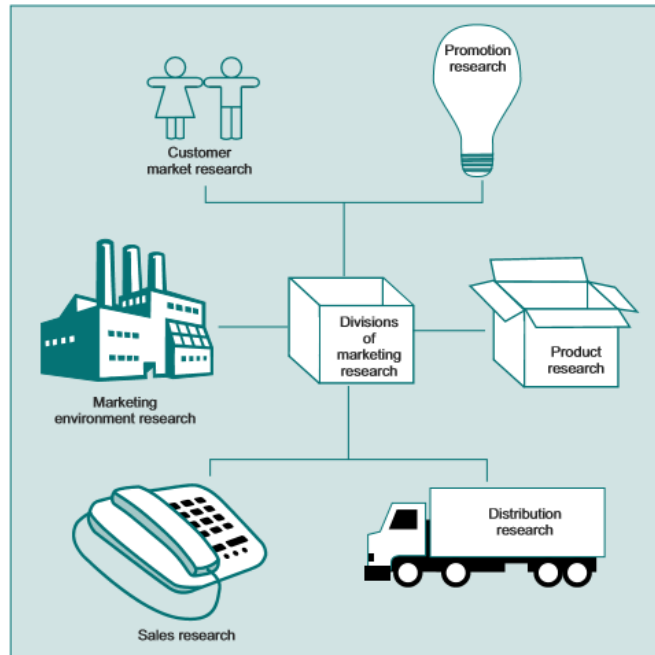 Promotion
research
Customer
market research
Divisions
of
marketing
research
Product
research
Marketing
environment research
Distribution
research
Sales research